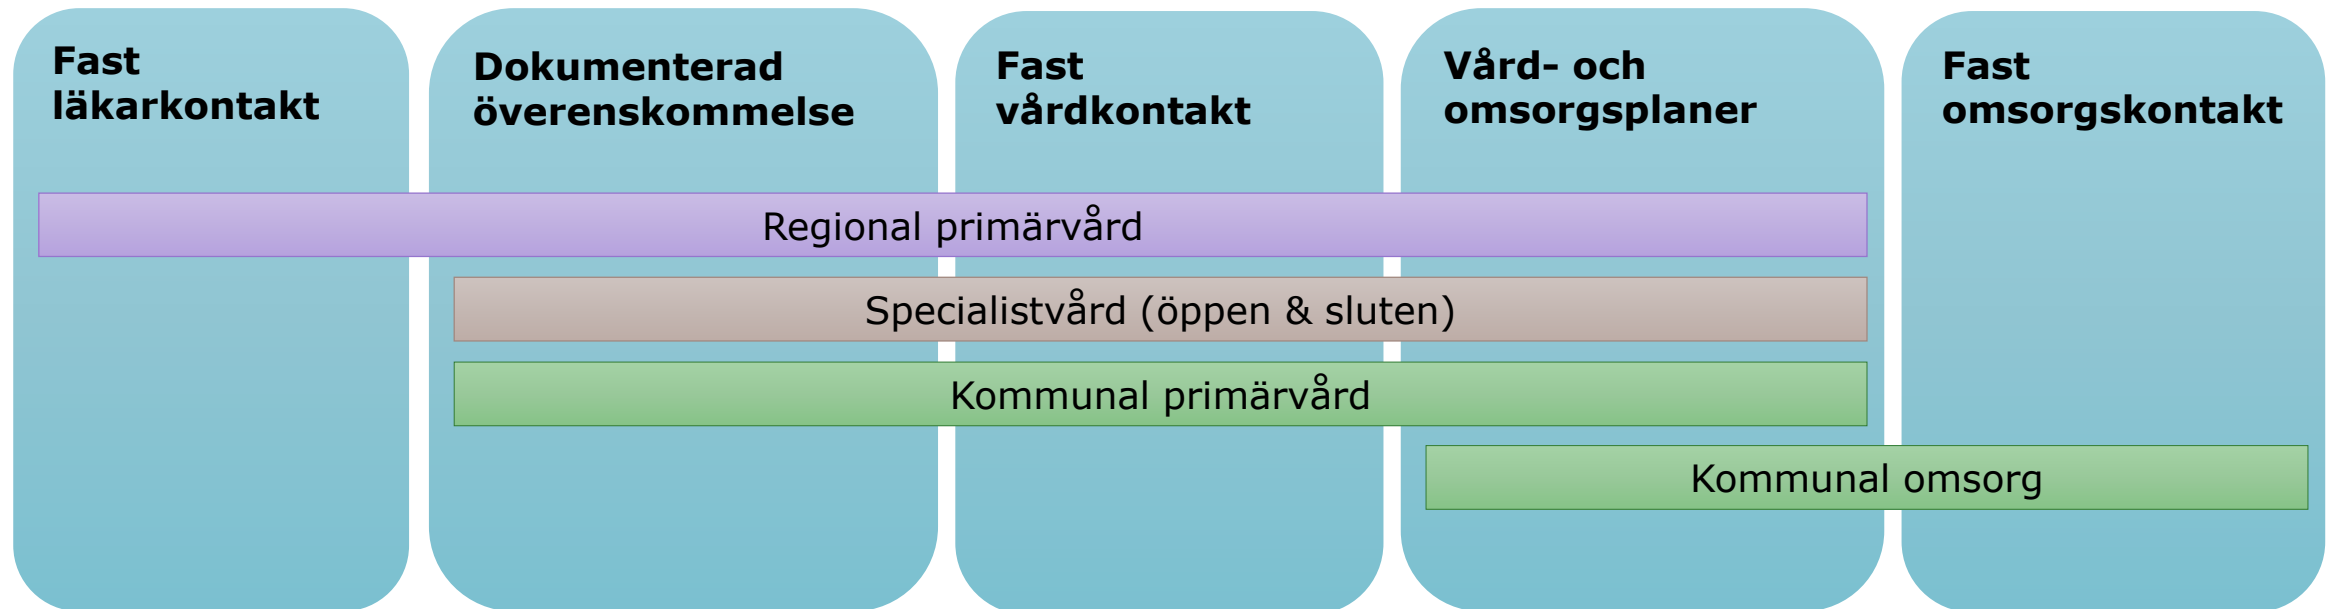 Fast
läkarkontakt
Dokumenterad
överenskommelse
Fast
vårdkontakt
Vård- och
omsorgsplaner
Fast
omsorgskontakt
Regional primärvård
Specialistvård (öppen & sluten)
Kommunal primärvård
Kommunal omsorg